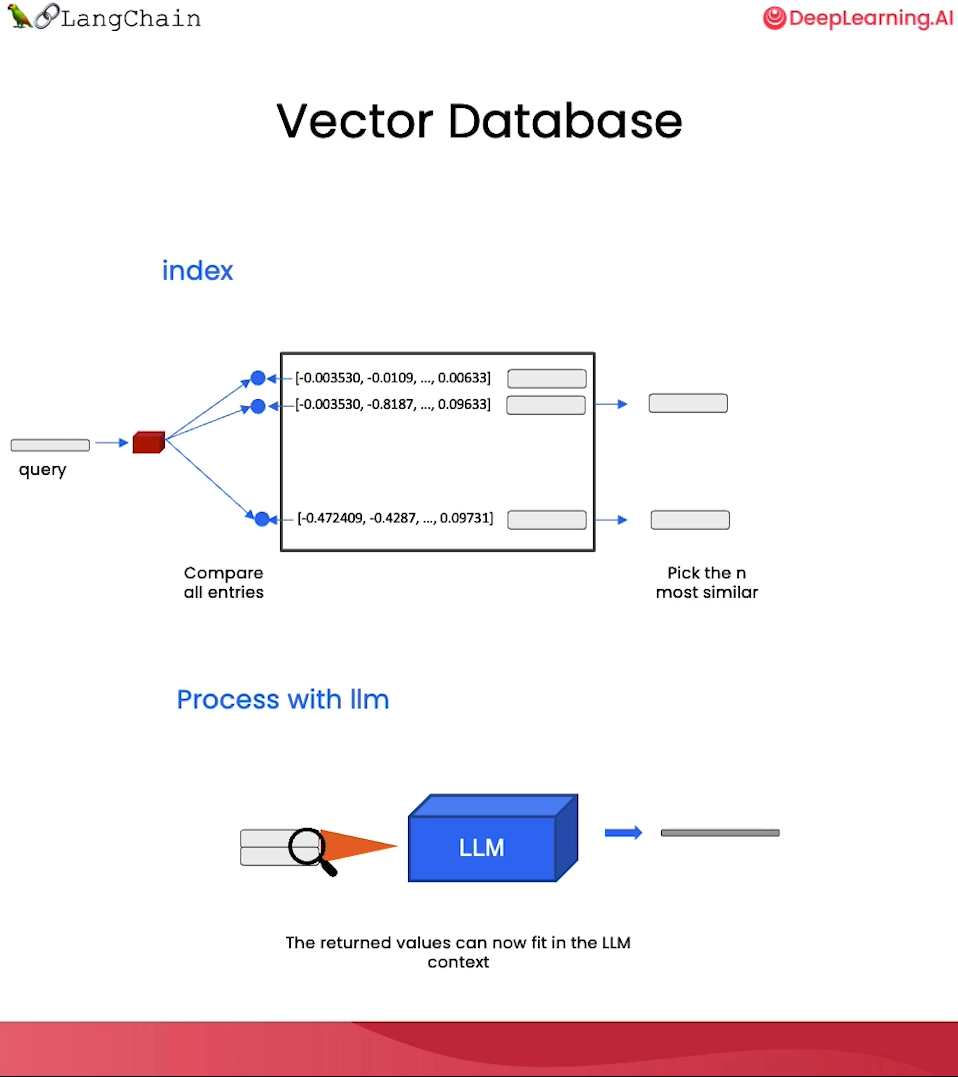 LangChain
DeepLearning.AI
Vector Database
index
[-0.003530, -0.0109, ..., 0.00633]
[-0.003530, -0.8187, ..., 0.09633]
query
[-0.472409, -0.4287, ..., 0.09731]
Compare
all entries
Pick the n
most similar
Process with llm
LLM
The returned values can now fit in the LLM
context